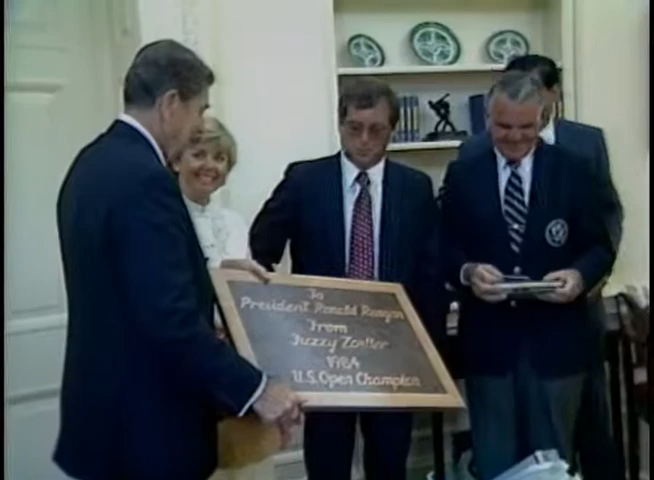 To
President Ronald Reagan
From
Fuzzy Zoeller
1984
U.S. Open Champion